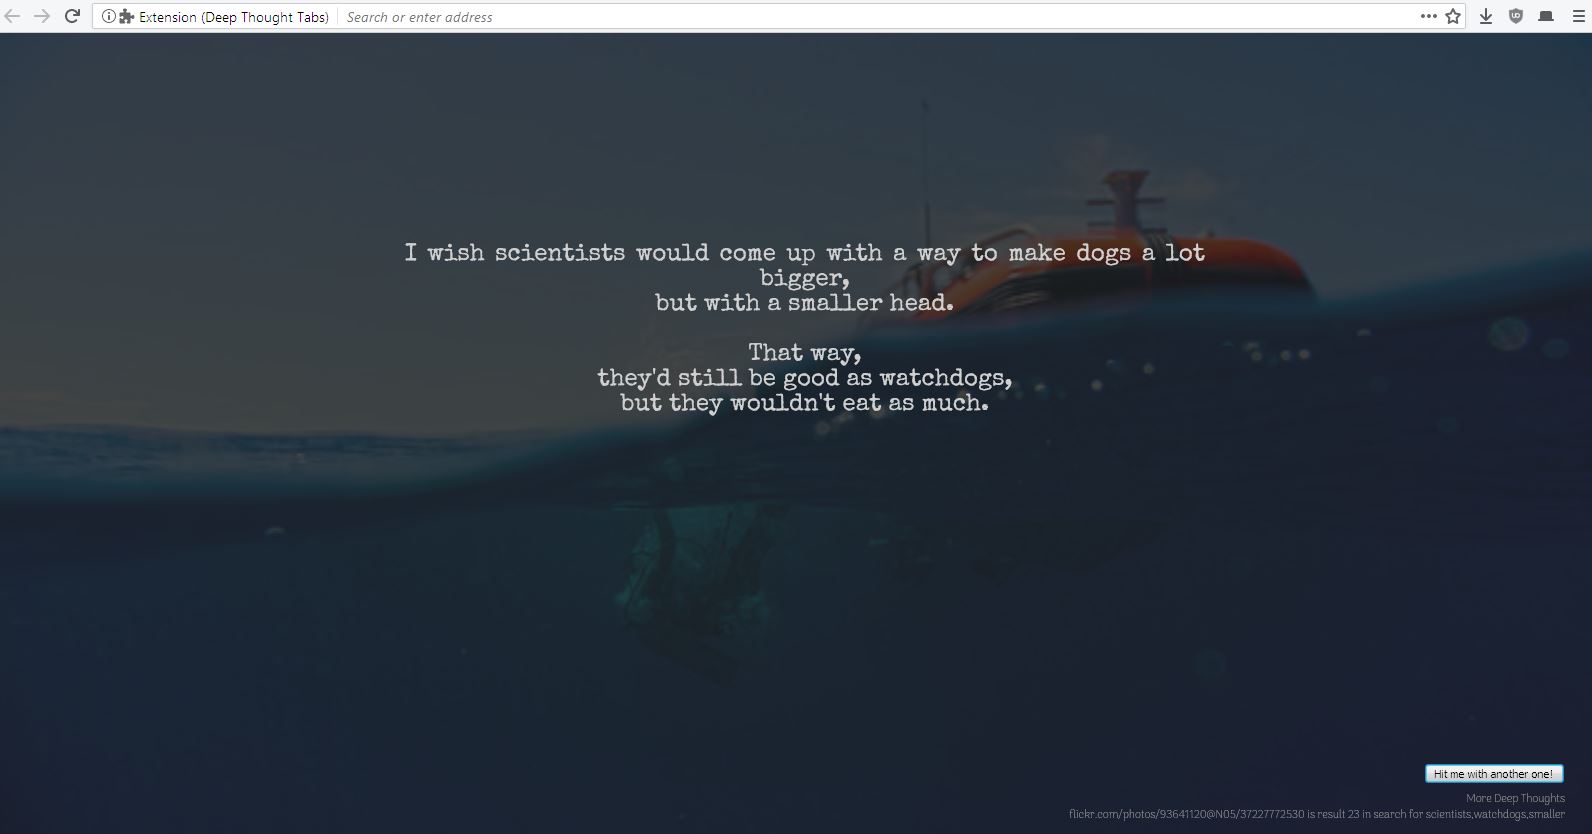 Extension (Deep Thought Tabs) Search or enter address
I wish scientists would come up with a way to make dogs a lot
bigger,
but with a smaller head.
That way,
they'd still be good as watchdogs,
but they wouldn't eat as much.
Hit me with another one!
More Deep Thoughts
flickr.com/photos/93641120@N05/37227772530 is result 23 in search for scientists,watchdogs,smaller